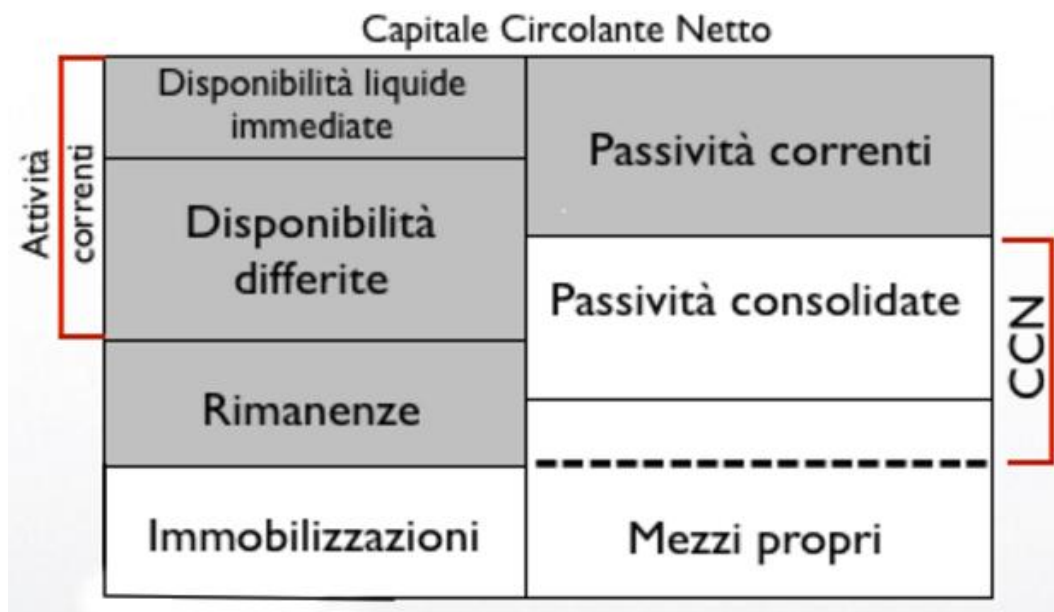 Capitale Circolante Netto
Attività
correnti
Disponibilità liquide
immediate
Disponibilità
differite
Rimanenze
Immobilizzazioni
Passività correnti
Passività consolidate
Mezzi propri
CCN